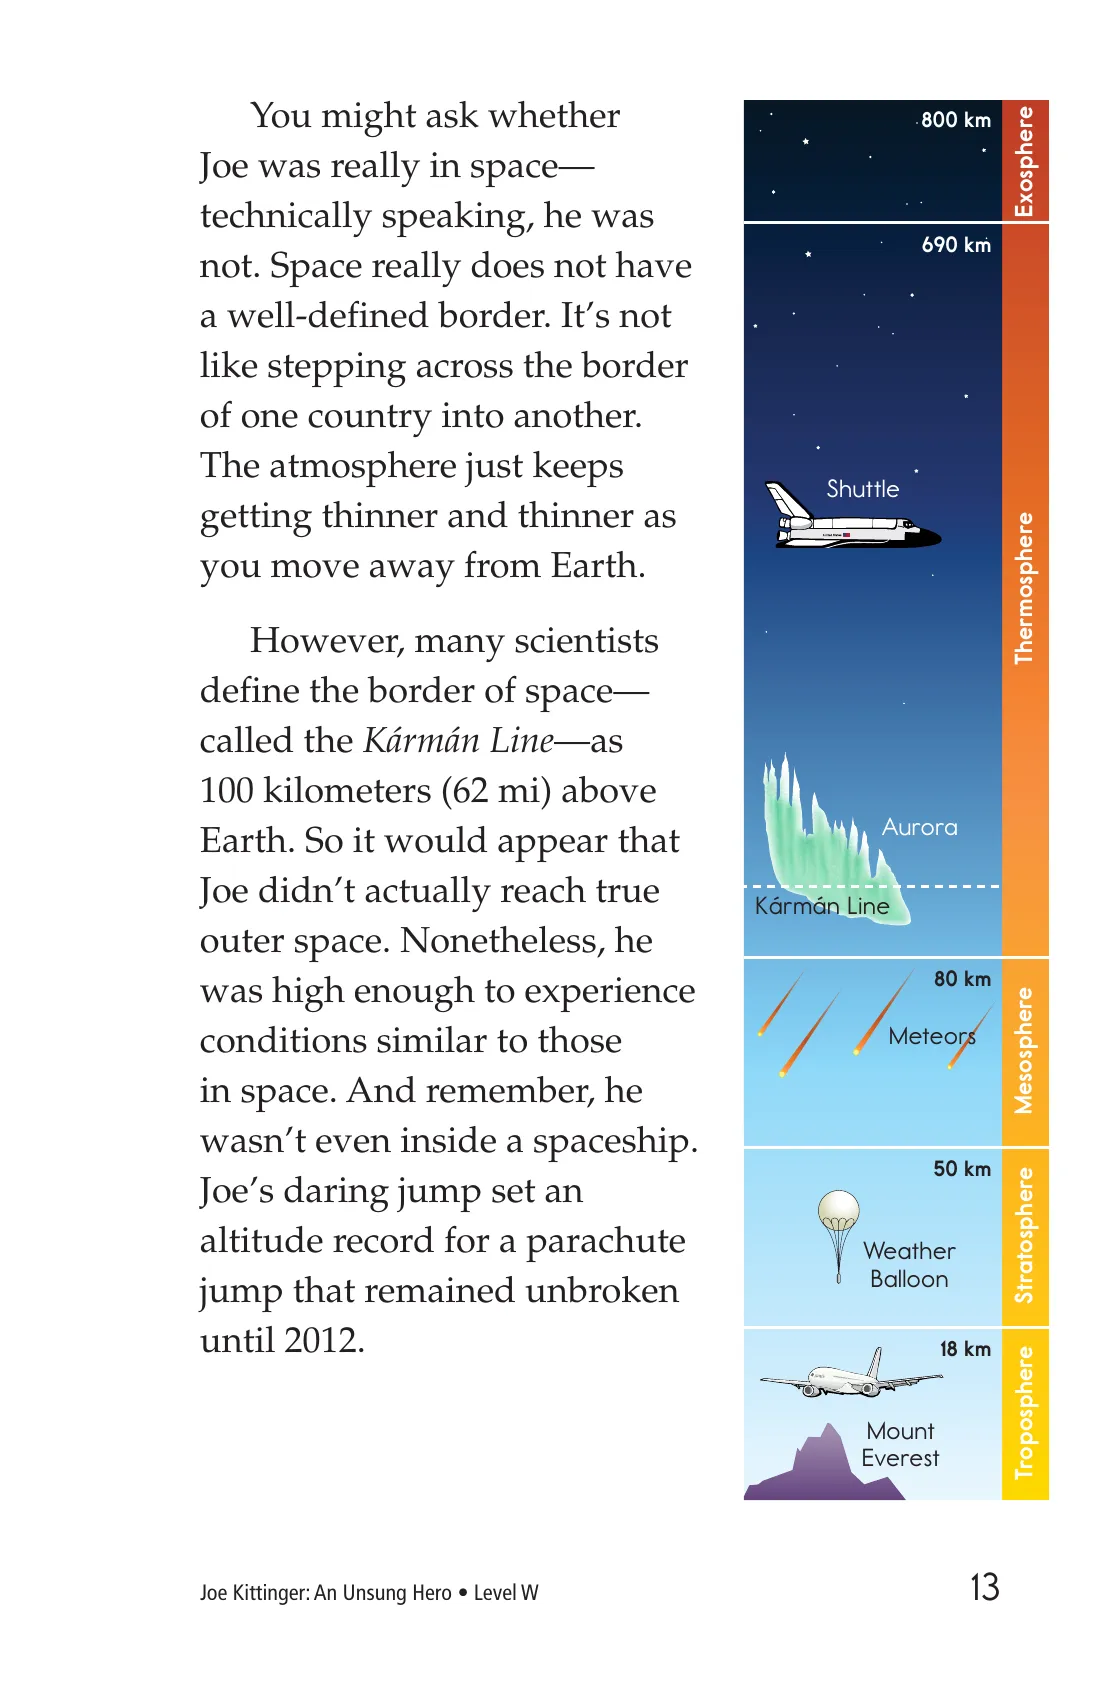 You might ask whether
Joe was really in space—
technically speaking, he was
not. Space really does not have
a well-defined border. It’s not
like stepping across the border
of one country into another.
The atmosphere just keeps
getting thinner and thinner as
you move away from Earth.
However, many scientists
define the border of space—
called the Kármán Line—as
100 kilometers (62 mi) above
Earth. So it would appear that
Joe didn’t actually reach true
outer space. Nonetheless, he
was high enough to experience
conditions similar to those
in space. And remember, he
wasn’t even inside a spaceship.
Joe’s daring jump set an
altitude record for a parachute
jump that remained unbroken
until 2012.
800 km
Exosphere
690 km
Shuttle
Thermosphere
Aurora
Kármán Line
80 km
Meteors
Mesosphere
50 km
Weather
Balloon
Stratosphere
18 km
Mount
Everest
Troposphere
Joe Kittinger: An Unsung Hero • Level W
13